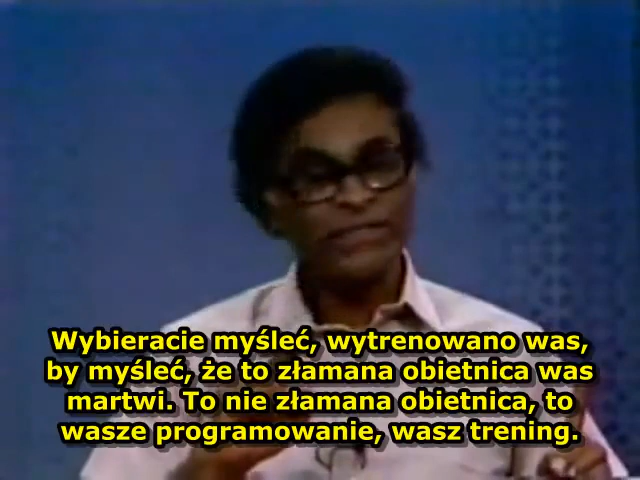 Wybieracie myśleć, wytrenowano was,
by myśleć, że to złamana obietnica was
martwi. To nie złamana obietnica, to
wasze programowanie, wasz trening.